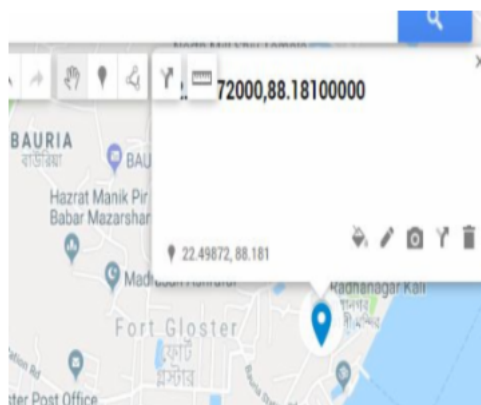 72000,88.18100000
BAURIA
বাউরিয়া
BAU
Hazrat Manik Pir
Babar Mazarshar
22.49872, 88.181
Radhanagar Kali
Fort Gloster
ফোর্ট
গ্লস্টার
ster Post Office